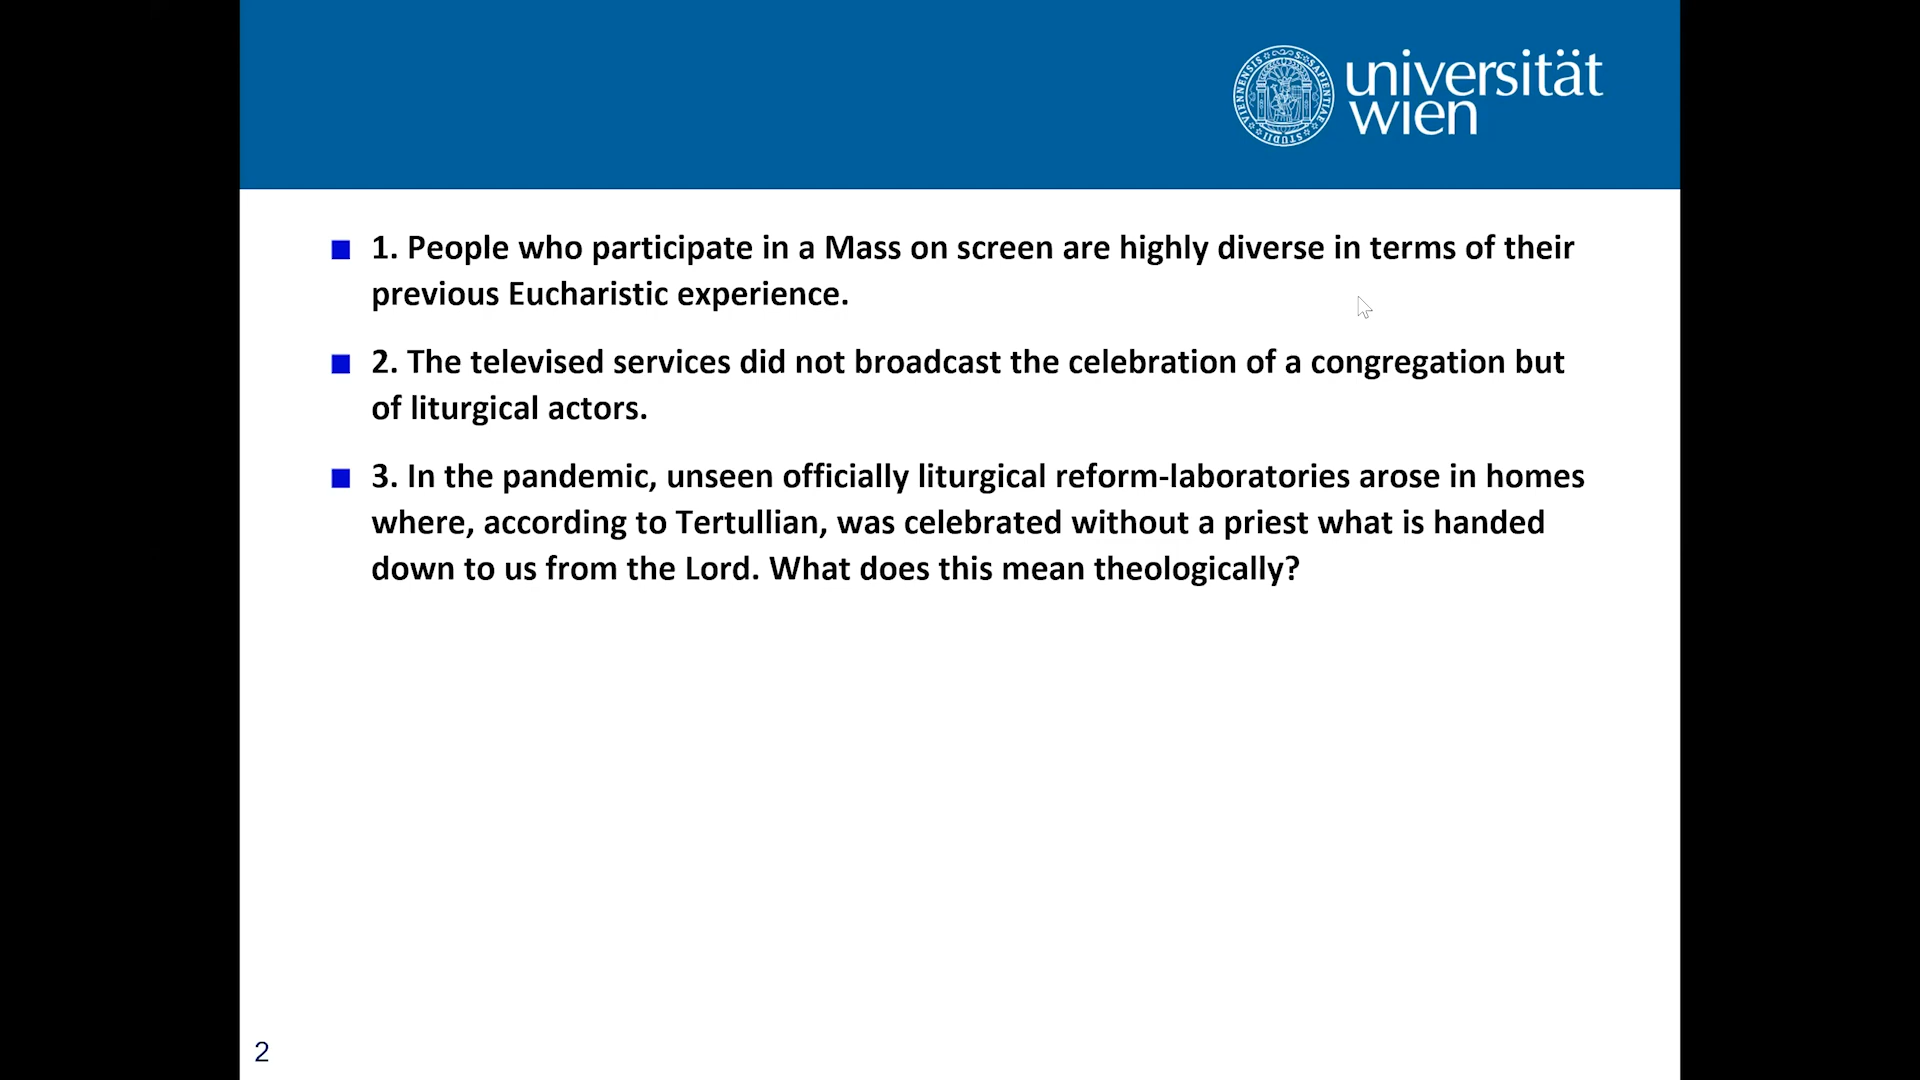 universität
wien
STUDII VIENNENSIS SAPIENTIAE
■ 1. People who participate in a Mass on screen are highly diverse in terms of their
previous Eucharistic experience.
■ 2. The televised services did not broadcast the celebration of a congregation but
of liturgical actors.
■ 3. In the pandemic, unseen officially liturgical reform-laboratories arose in homes
where, according to Tertullian, was celebrated without a priest what is handed
down to us from the Lord. What does this mean theologically?
2